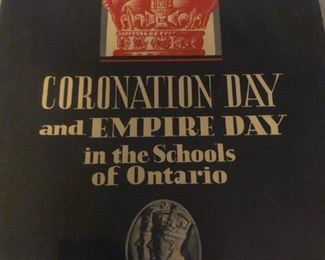 CORONATION DAY
and EMPIRE DAY
in the Schools
of Ontario